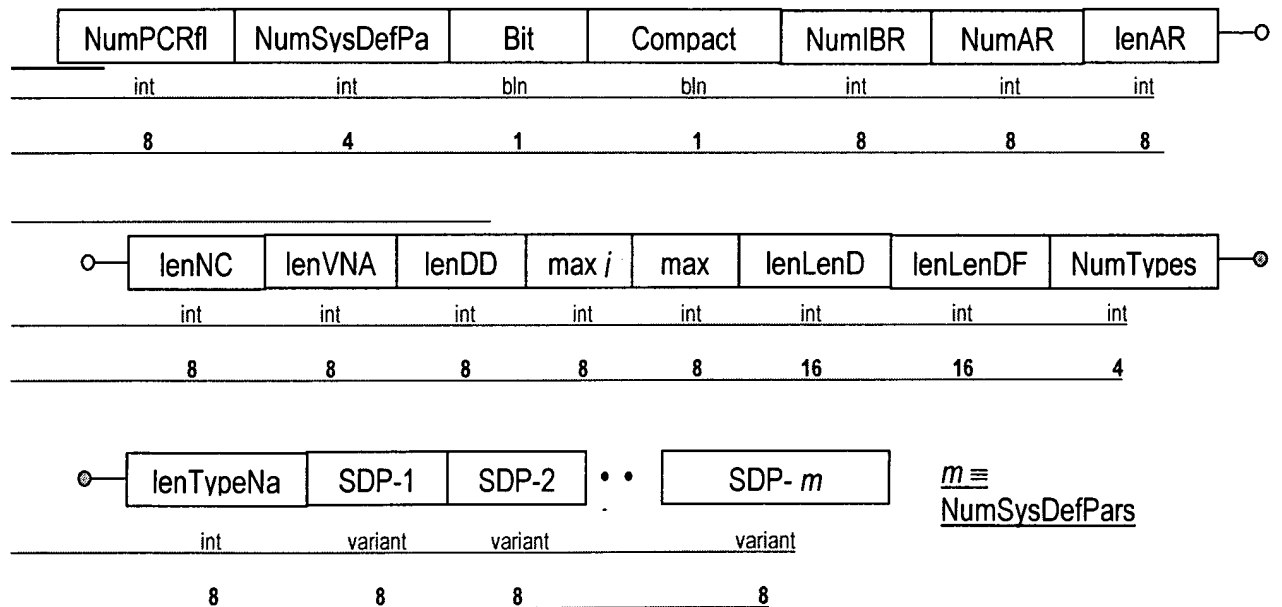 NumPCRfl NumSysDefPa Bit Compact NumIBR NumAR lenAR
int int bln bln int int int
8 4 1 1 8 8 8
lenNC lenVNA lenDD max i max lenLenD lenLenDF NumTypes
int int int int int int int int
8 8 8 8 8 16 16 4
lenTypeNa SDP-1 SDP-2 • • SDP- m m ≡
NumSysDefPars
int variant variant variant
8 8 8 8